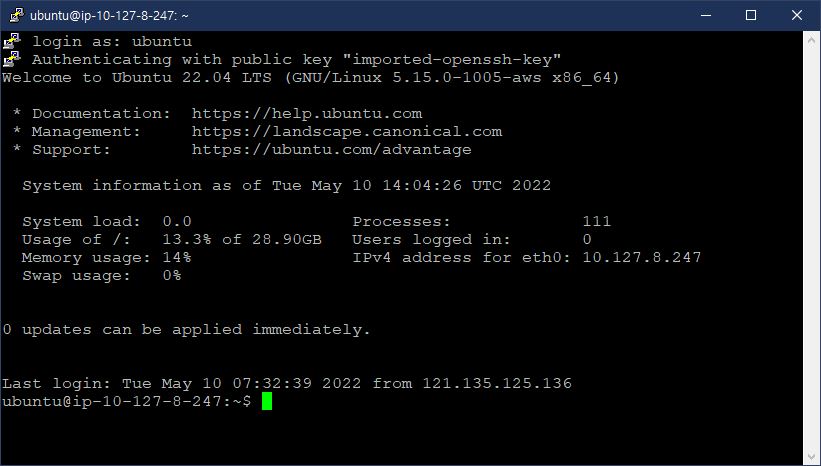 ubuntu@ip-10-127-8-247: ~
login as: ubuntu
Authenticating with public key "imported-openssh-key"
Welcome to Ubuntu 22.04 LTS (GNU/Linux 5.15.0-1005-aws x86_64)
* Documentation:  https://help.ubuntu.com
* Management:     https://landscape.canonical.com
* Support:        https://ubuntu.com/advantage
System information as of Tue May 10 14:04:26 UTC 2022
System load:  0.0                Processes:             111
Usage of /:   13.3% of 28.90GB   Users logged in:       0
Memory usage: 14%                IPv4 address for eth0: 10.127.8.247
Swap usage:   0%
0 updates can be applied immediately.
Last login: Tue May 10 07:32:39 2022 from 121.135.125.136
ubuntu@ip-10-127-8-247:~$